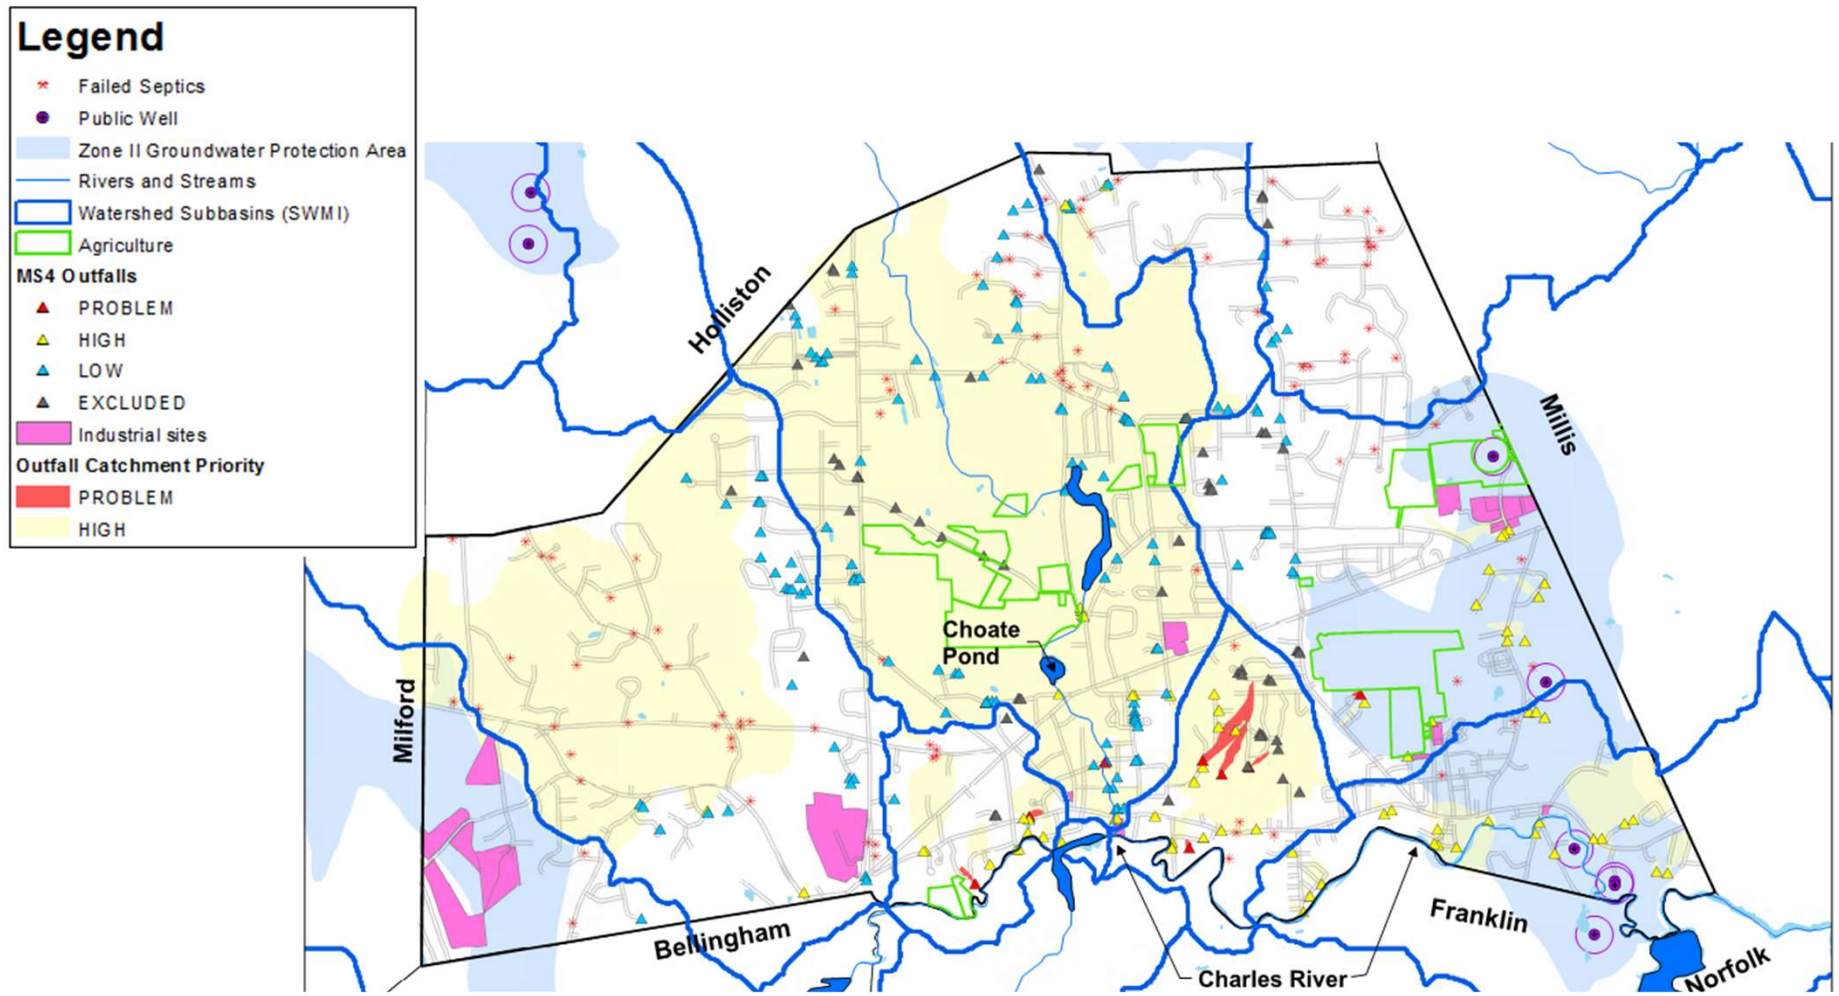 Legend
Failed Septics
Public Well
Zone II Groundwater Protection Area
Rivers and Streams
Watershed Subbasins (SWMI)
Agriculture
MS4 Outfalls
PROBLEM
HIGH
LOW
EXCLUDED
Industrial sites
Outfall Catchment Priority
PROBLEM
HIGH
Holliston
Millis
Choate
Pond
Milford
Franklin
Bellingham
Charles River
Norfolk